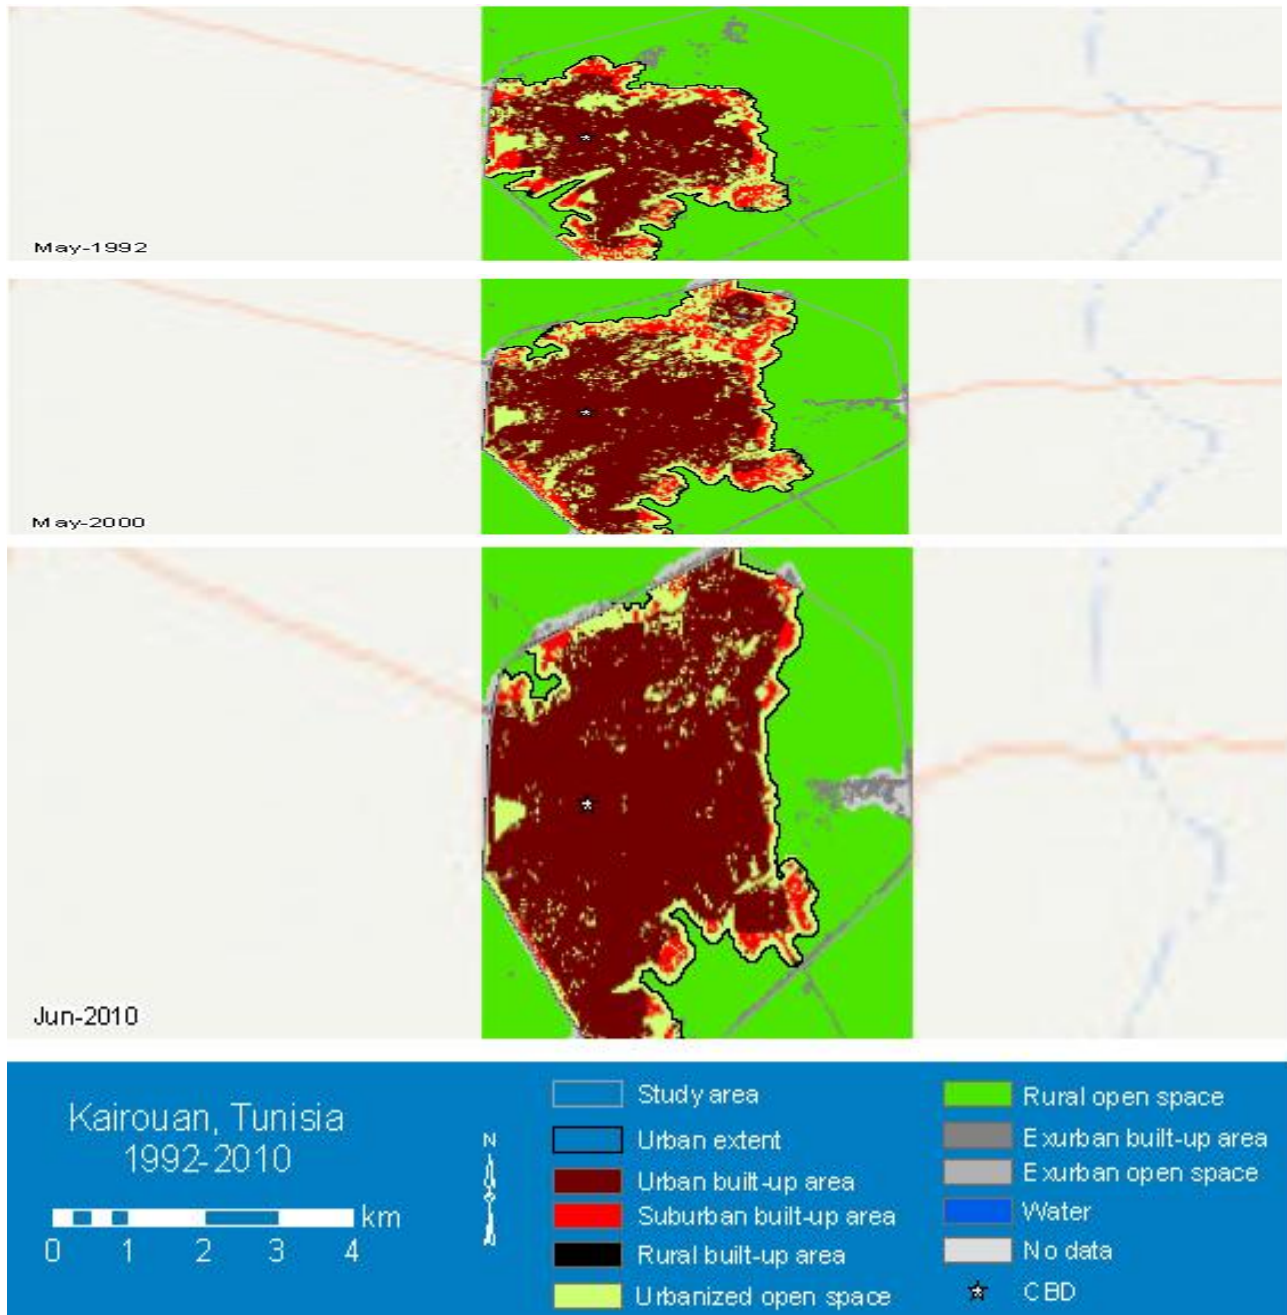 May-1992
May-2000
Jun-2010
Kairouan, Tunisia
1992-2010
km
0 1 2 3 4
N
Study area
Urban extent
Urban built-up area
Suburban built-up area
Rural built-up area
Urbanized open space
Rural open space
Exurban built-up area
Exurban open space
Water
No data
CBD